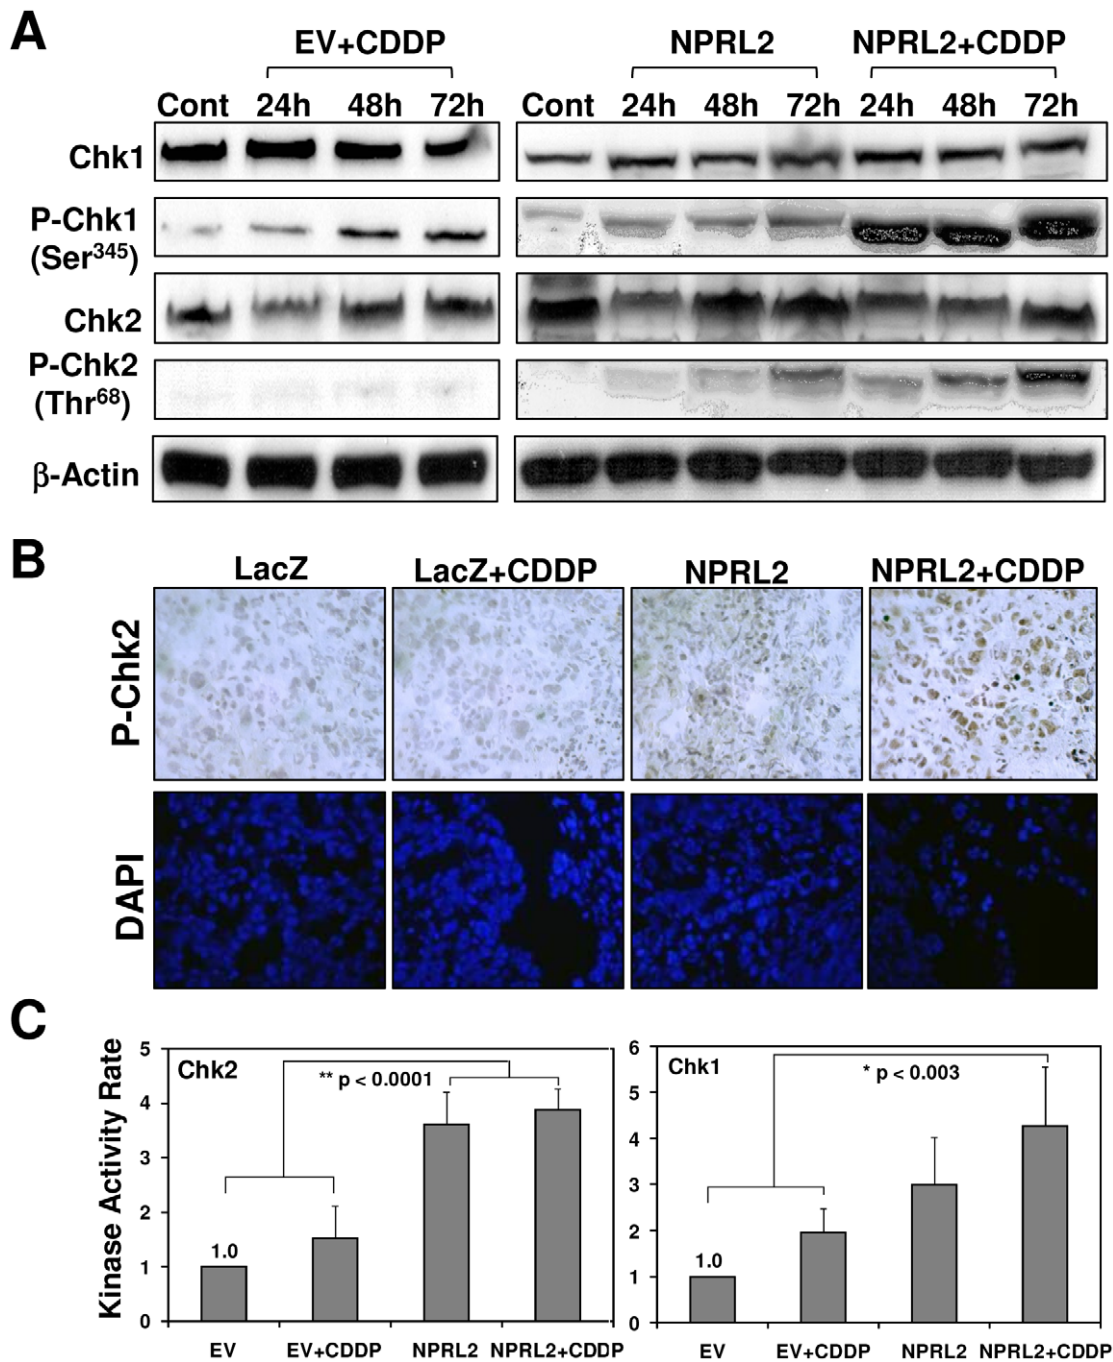 A
EV+CDDP NPRL2 NPRL2+CDDP
Cont 24h 48h 72h Cont 24h 48h 72h 24h 48h 72h
Chk1
P-Chk1
(Ser³⁴⁵)
Chk2
P-Chk2
(Thr⁶⁸)
β-Actin
B
LacZ LacZ+CDDP NPRL2 NPRL2+CDDP
P-Chk2
DAPI
C
Kinase Activity Rate
5
4
3
2
1
0
Chk2
** p < 0.0001
1.0
EV EV+CDDP NPRL2 NPRL2+CDDP
6
5
4
3
2
1
0
Chk1
* p < 0.003
1.0
EV EV+CDDP NPRL2 NPRL2+CDDP